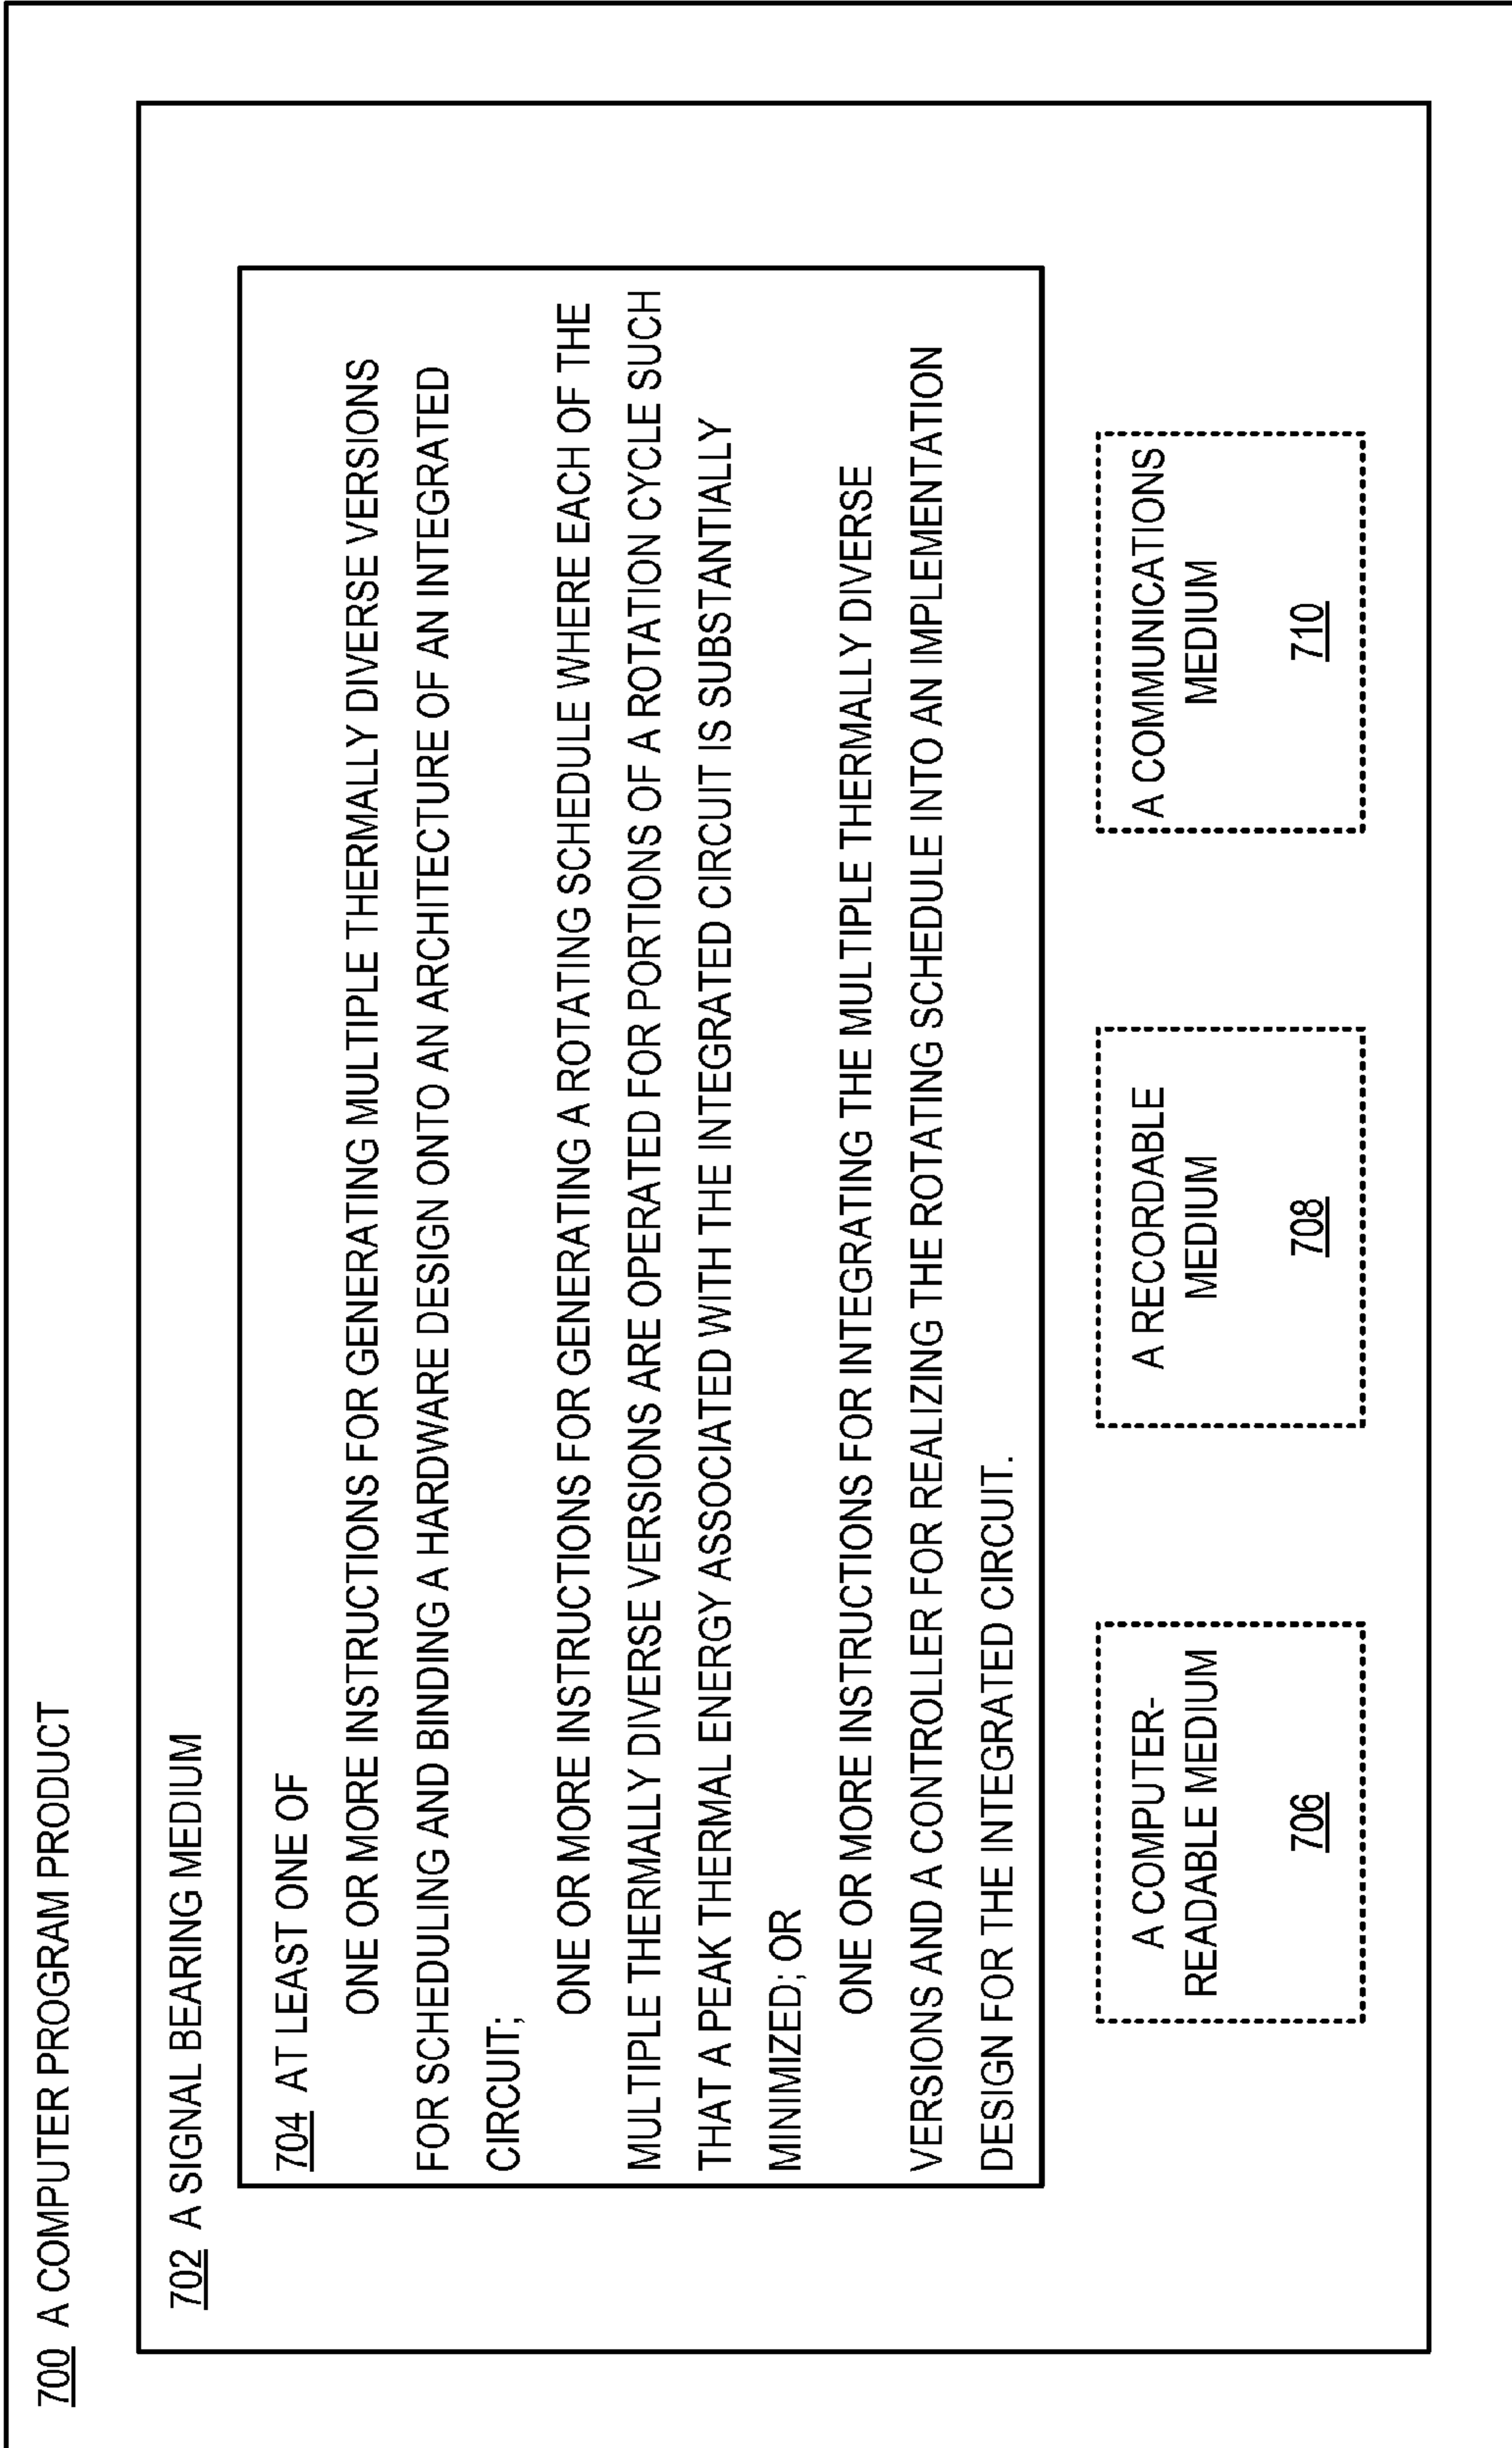 700 A COMPUTER PROGRAM PRODUCT
702 A SIGNAL BEARING MEDIUM
704 AT LEAST ONE OF
ONE OR MORE INSTRUCTIONS FOR GENERATING MULTIPLE THERMALLY DIVERSE VERSIONS
FOR SCHEDULING AND BINDING A HARDWARE DESIGN ONTO AN ARCHITECTURE OF AN INTEGRATED
CIRCUIT;
ONE OR MORE INSTRUCTIONS FOR GENERATING A ROTATING SCHEDULE WHERE EACH OF THE
MULTIPLE THERMALLY DIVERSE VERSIONS ARE OPERATED FOR PORTIONS OF A ROTATION CYCLE SUCH
THAT A PEAK THERMAL ENERGY ASSOCIATED WITH THE INTEGRATED CIRCUIT IS SUBSTANTIALLY
MINIMIZED; OR
ONE OR MORE INSTRUCTIONS FOR INTEGRATING THE MULTIPLE THERMALLY DIVERSE
VERSIONS AND A CONTROLLER FOR REALIZING THE ROTATING SCHEDULE INTO AN IMPLEMENTATION
DESIGN FOR THE INTEGRATED CIRCUIT.
A COMPUTER-
READABLE MEDIUM
706
A RECORDABLE
MEDIUM
708
A COMMUNICATIONS
MEDIUM
710